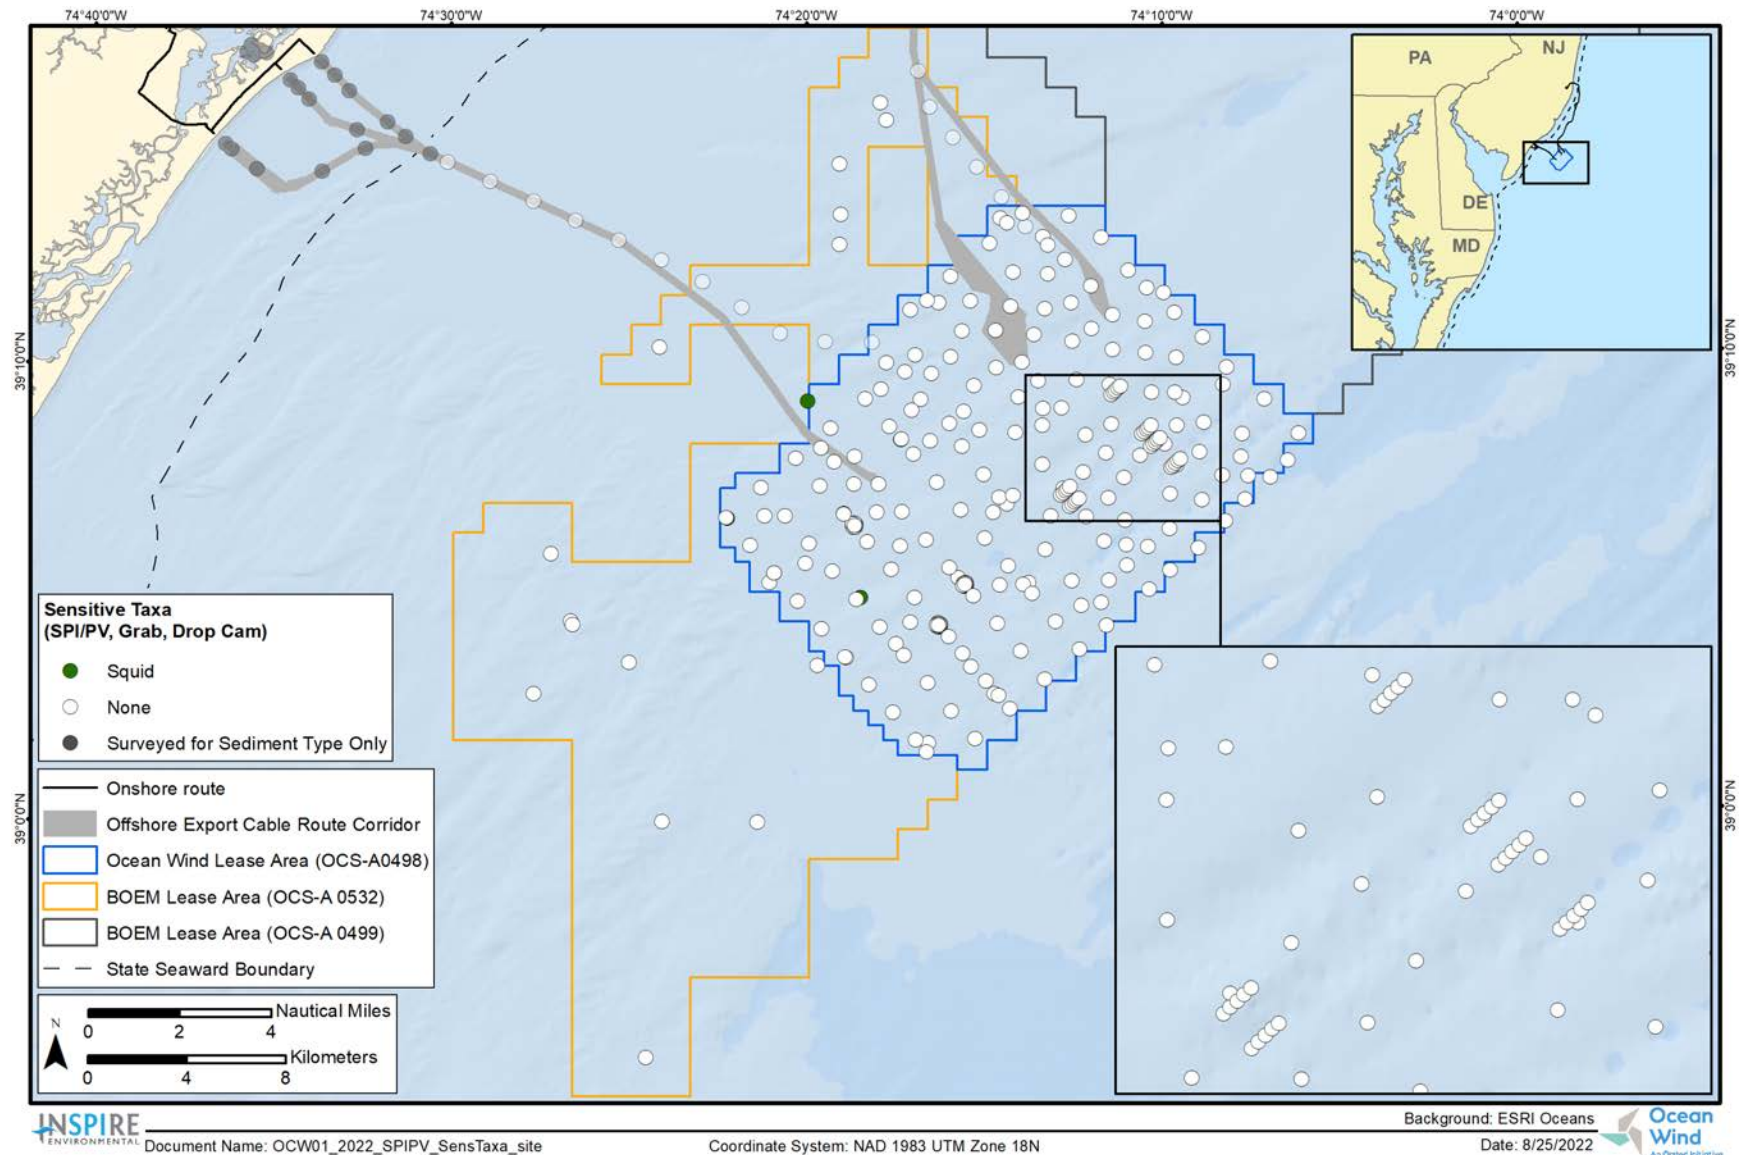 74°40'0"W 74°30'0"W 74°20'0"W 74°10'0"W 74°0'0"W
PA
NJ
DE
MD
39°10'0"N 39°10'0"N
Sensitive Taxa
(SPI/PV, Grab, Drop Cam)
Squid
None
Surveyed for Sediment Type Only
Onshore route
Offshore Export Cable Route Corridor
Ocean Wind Lease Area (OCS-A0498)
BOEM Lease Area (OCS-A 0532)
BOEM Lease Area (OCS-A 0499)
State Seaward Boundary
39°0'0"N 39°0'0"N
N
Nautical Miles
0 2 4
Kilometers
0 4 8
INSPIRE
ENVIRONMENTAL
Document Name: OCW01_2022_SPIPV_SensTaxa_site
Coordinate System: NAD 1983 UTM Zone 18N
Background: ESRI Oceans
Date: 8/25/2022
Ocean
Wind